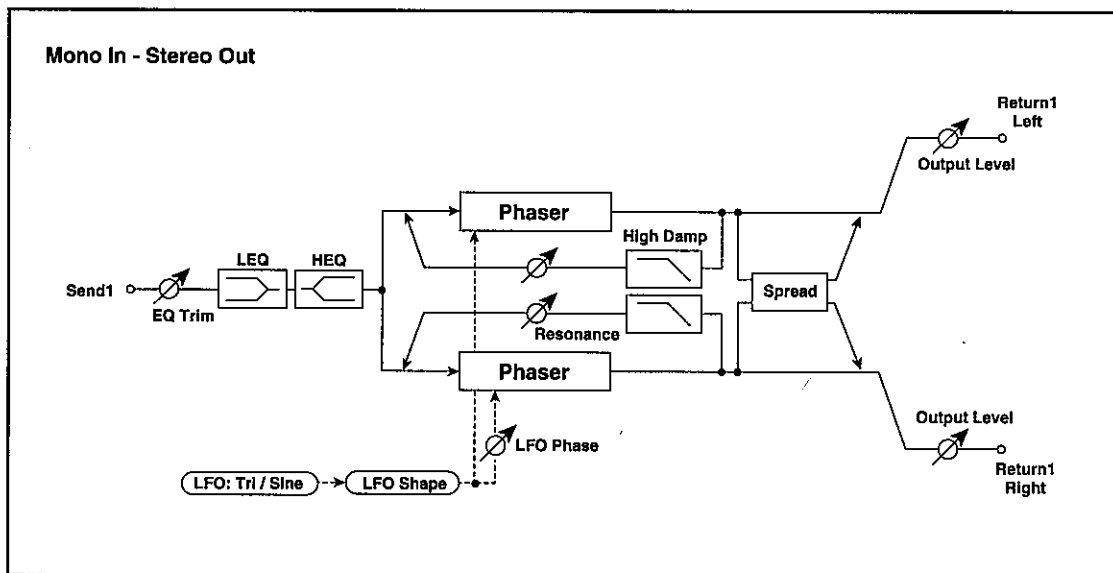 Mono In - Stereo Out
Return1
Left
Output Level
Phaser
High Damp
LEQ
HEQ
Send1
EQ Trim
Spread
Resonance
Phaser
Output Level
LFO Phase
LFO: Tri / Sine
LFO Shape
Return1
Right